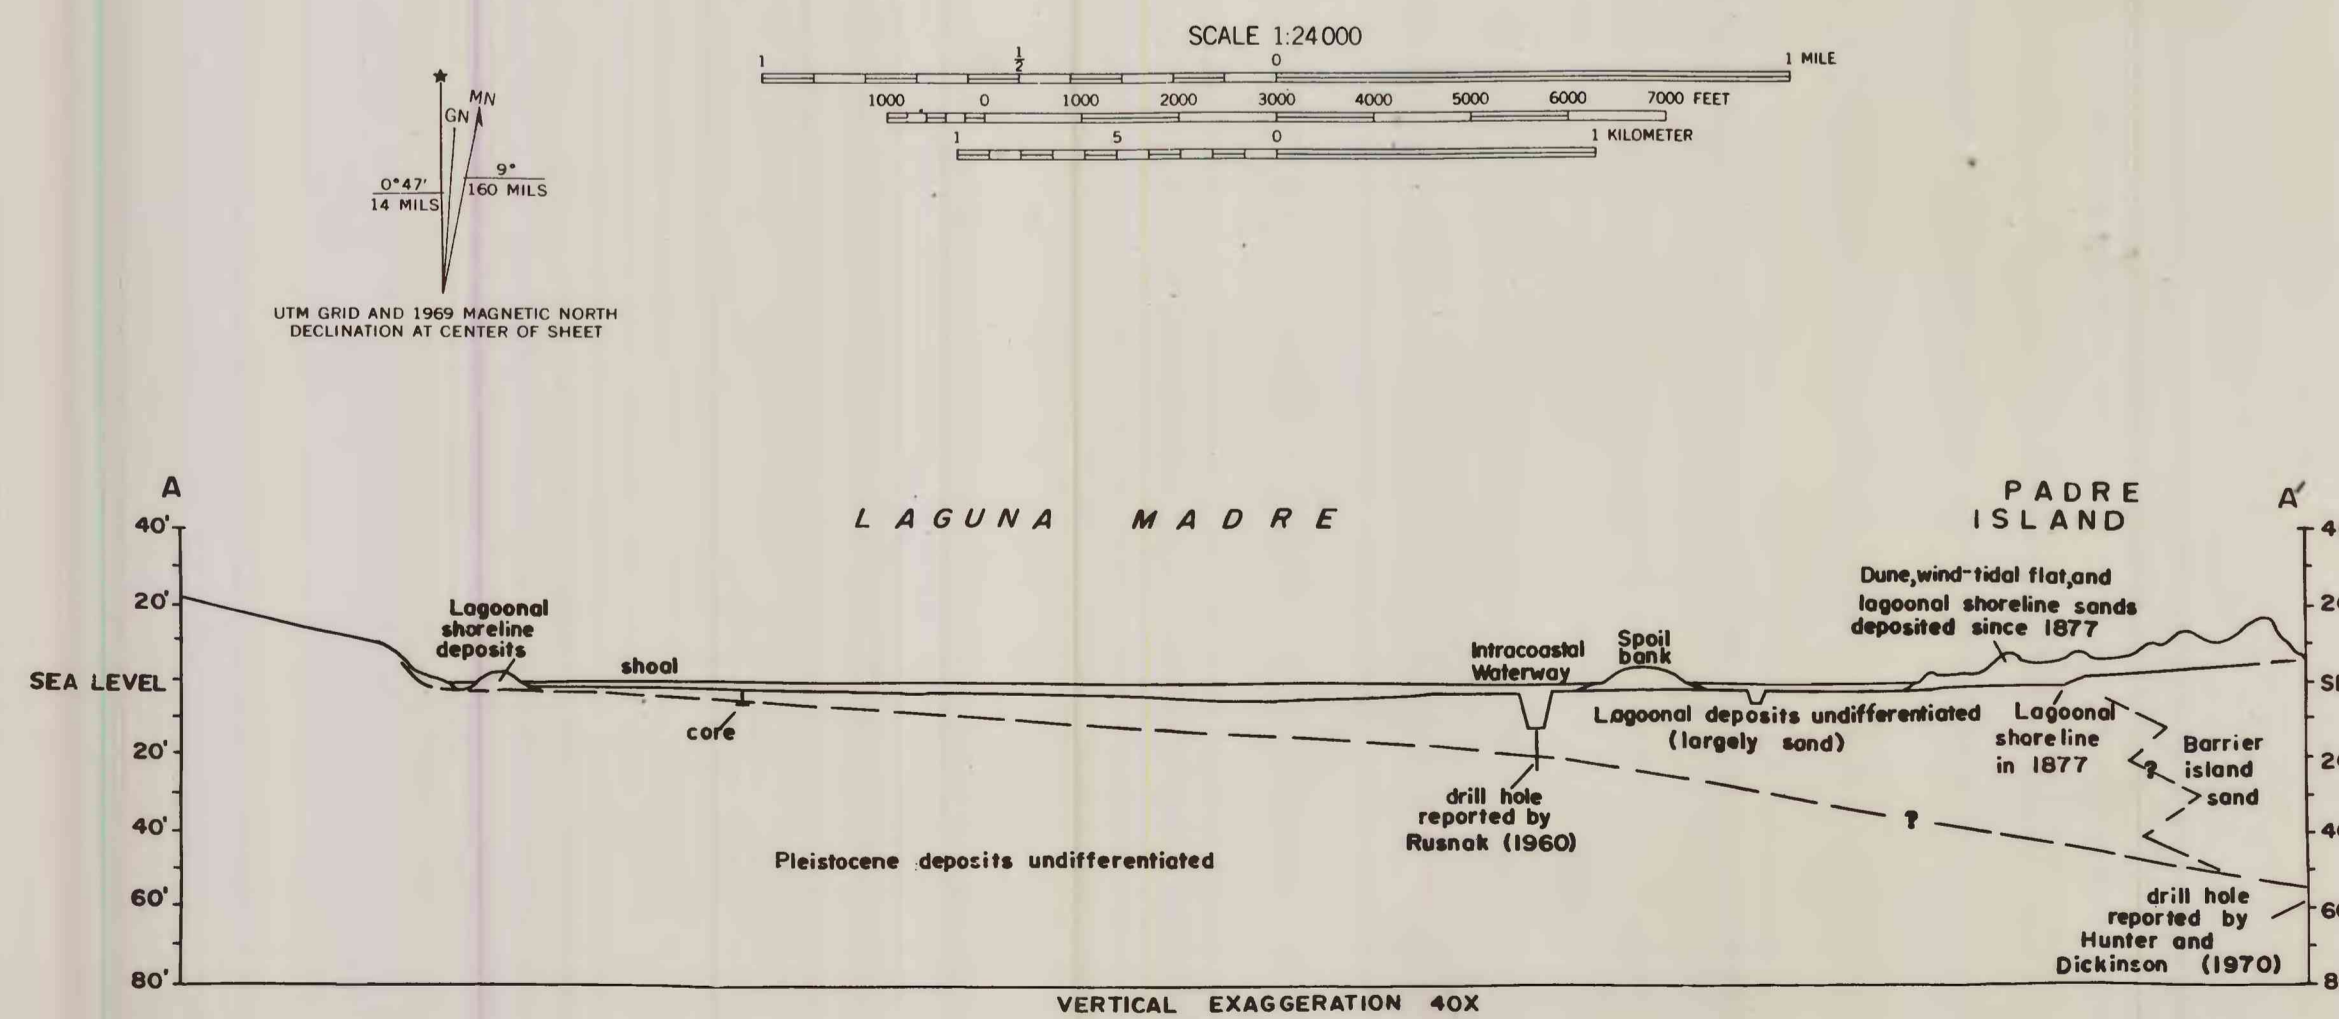 SCALE 1:24000
1 1/2 0 1 MILE
1000 0 1000 2000 3000 4000 5000 6000 7000 FEET
1 5 0 1 KILOMETER
MN
GN
0°47'
14 MILS
9°
160 MILS
UTM GRID AND 1969 MAGNETIC NORTH
DECLINATION AT CENTER OF SHEET
A
LAGUNA MADRE
PADRE
ISLAND
A'
40'
20'
SEA LEVEL
20'
40'
60'
80'
Lagoonal
shoreline
deposits
shoal
core
Pleistocene deposits undifferentiated
Intracoastal
Waterway
Spoil
bank
drill hole
reported by
Rusnak (1960)
Lagoonal deposits undifferentiated
(largely sand)
Dune, wind-tidal flat, and
lagoonal shoreline sands
deposited since 1877
Lagoonal
shoreline
in 1877
?
?
Barrier
island
sand
drill hole
reported by
Hunter and
Dickinson (1970)
VERTICAL EXAGGERATION 40X